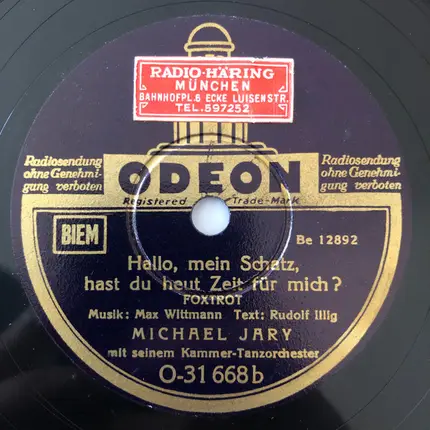 RADIO-HÄRING
MÜNCHEN
BAHNHOFPL.6 ECKE LUISENSTR.
TEL.597252
Radiosendung
ohne Genehmi-
gung verboten
Radiosendung
ohne Genehmi-
gung verboten
ODEON
Registered Trade-Mark
BIEM
Be 12892
Hallo, mein Schatz,
hast du heut Zeit für mich?
FOXTROT
Musik: Max Wittmann Text: Rudolf Illig
MICHAEL JARY
mit seinem Kammer-Tanzorchester
O-31 668 b